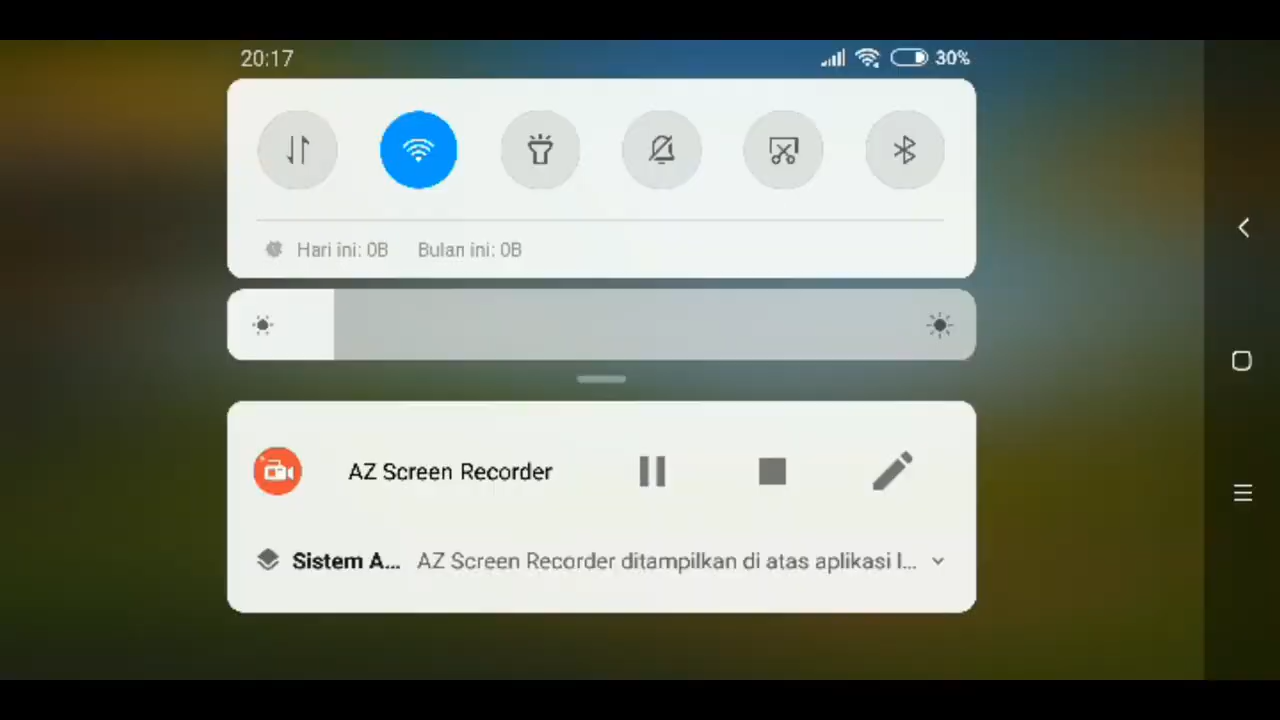 20:17 30%
Hari ini: 0B Bulan ini: 0B
AZ Screen Recorder
Sistem A... AZ Screen Recorder ditampilkan di atas aplikasi l...